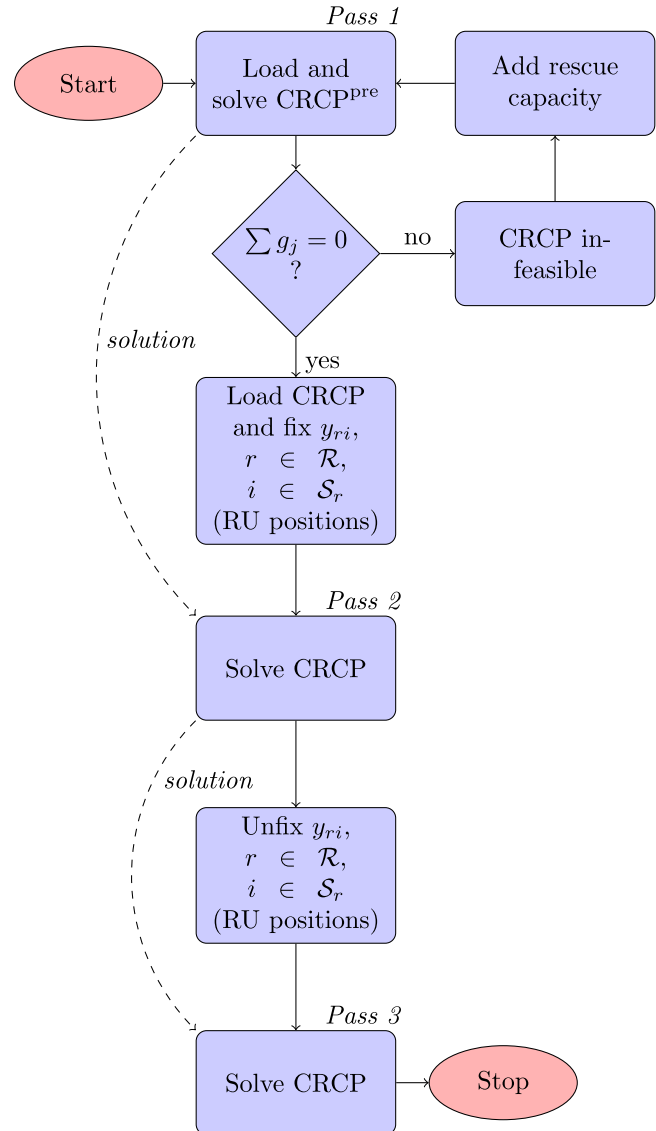 Pass 1
Start
Load and
solve CRCP^pre
Add rescue
capacity
∑ g_j = 0
?
no
CRCP in-
feasible
solution
yes
Load CRCP
and fix y_ri,
r ∈ ℛ,
i ∈ 𝒮_r
(RU positions)
Pass 2
Solve CRCP
solution
Unfix y_ri,
r ∈ ℛ,
i ∈ 𝒮_r
(RU positions)
Pass 3
Solve CRCP
Stop